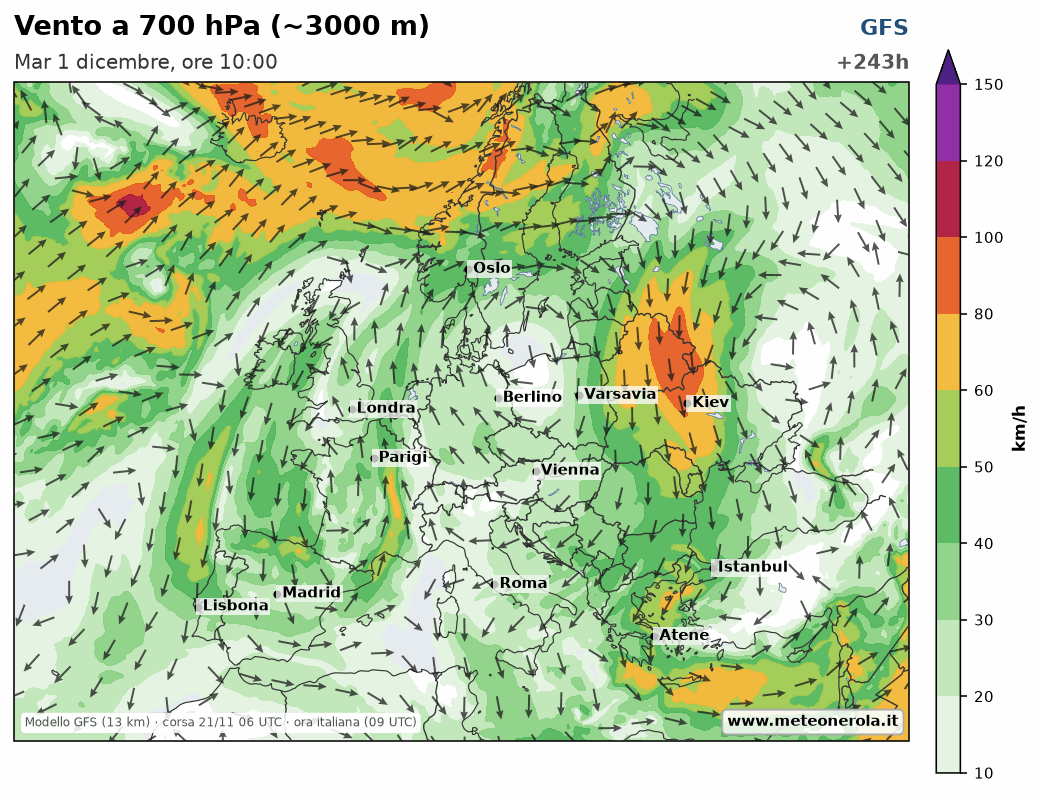 Vento a 700 hPa (~3000 m)
GFS
Mar 1 dicembre, ore 10:00
+243h
150
120
100
80
60
50
40
30
20
10
km/h
Oslo
Berlino
Varsavia
Kiev
Londra
Parigi
Vienna
Istanbul
Roma
Madrid
Lisbona
Atene
Modello GFS (13 km) · corsa 21/11 06 UTC · ora italiana (09 UTC)
www.meteonerola.it